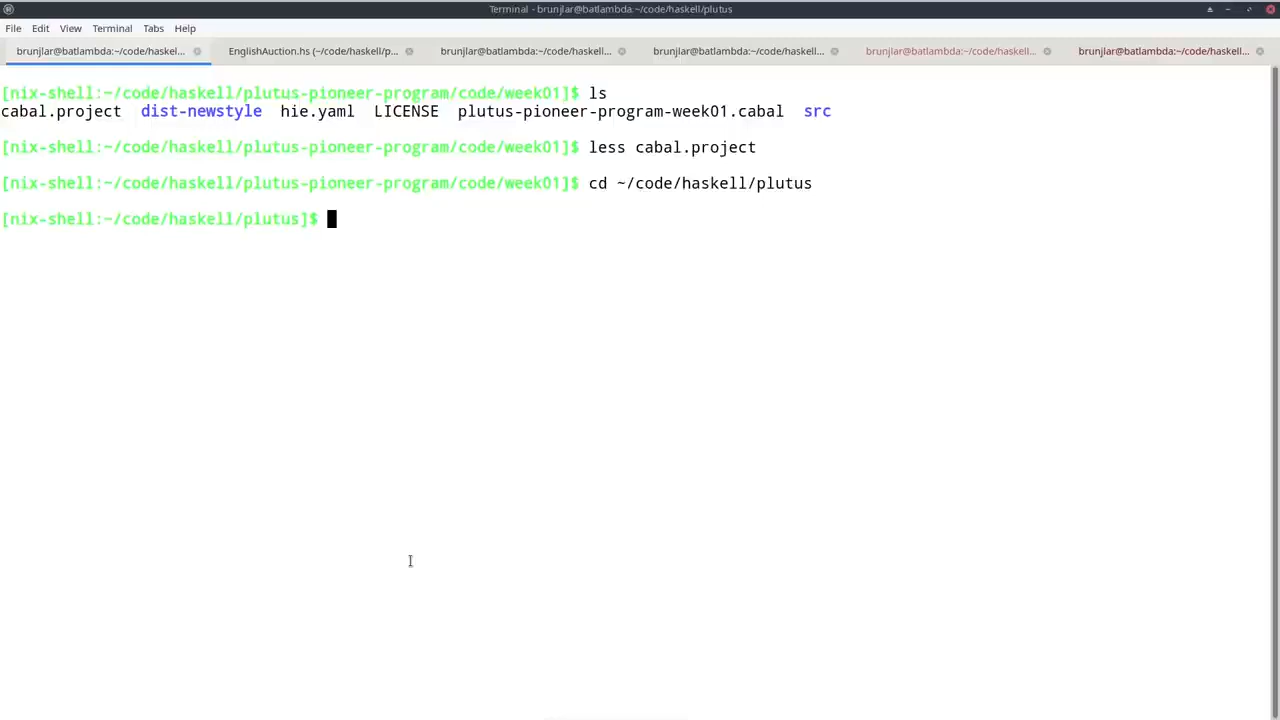 Terminal - brunjlar@batlambda:~/code/haskell/plutus
File Edit View Terminal Tabs Help
brunjlar@batlambda:~/code/haskel... EnglishAuction.hs (~/code/haskell/p... brunjlar@batlambda:~/code/haskell... brunjlar@batlambda:~/code/haskell... brunjlar@batlambda:~/code/haskell... brunjlar@batlambda:~/code/haskell...
[nix-shell:~/code/haskell/plutus-pioneer-program/code/week01]$ ls
cabal.project dist-newstyle hie.yaml LICENSE plutus-pioneer-program-week01.cabal src
[nix-shell:~/code/haskell/plutus-pioneer-program/code/week01]$ less cabal.project
[nix-shell:~/code/haskell/plutus-pioneer-program/code/week01]$ cd ~/code/haskell/plutus
[nix-shell:~/code/haskell/plutus]$